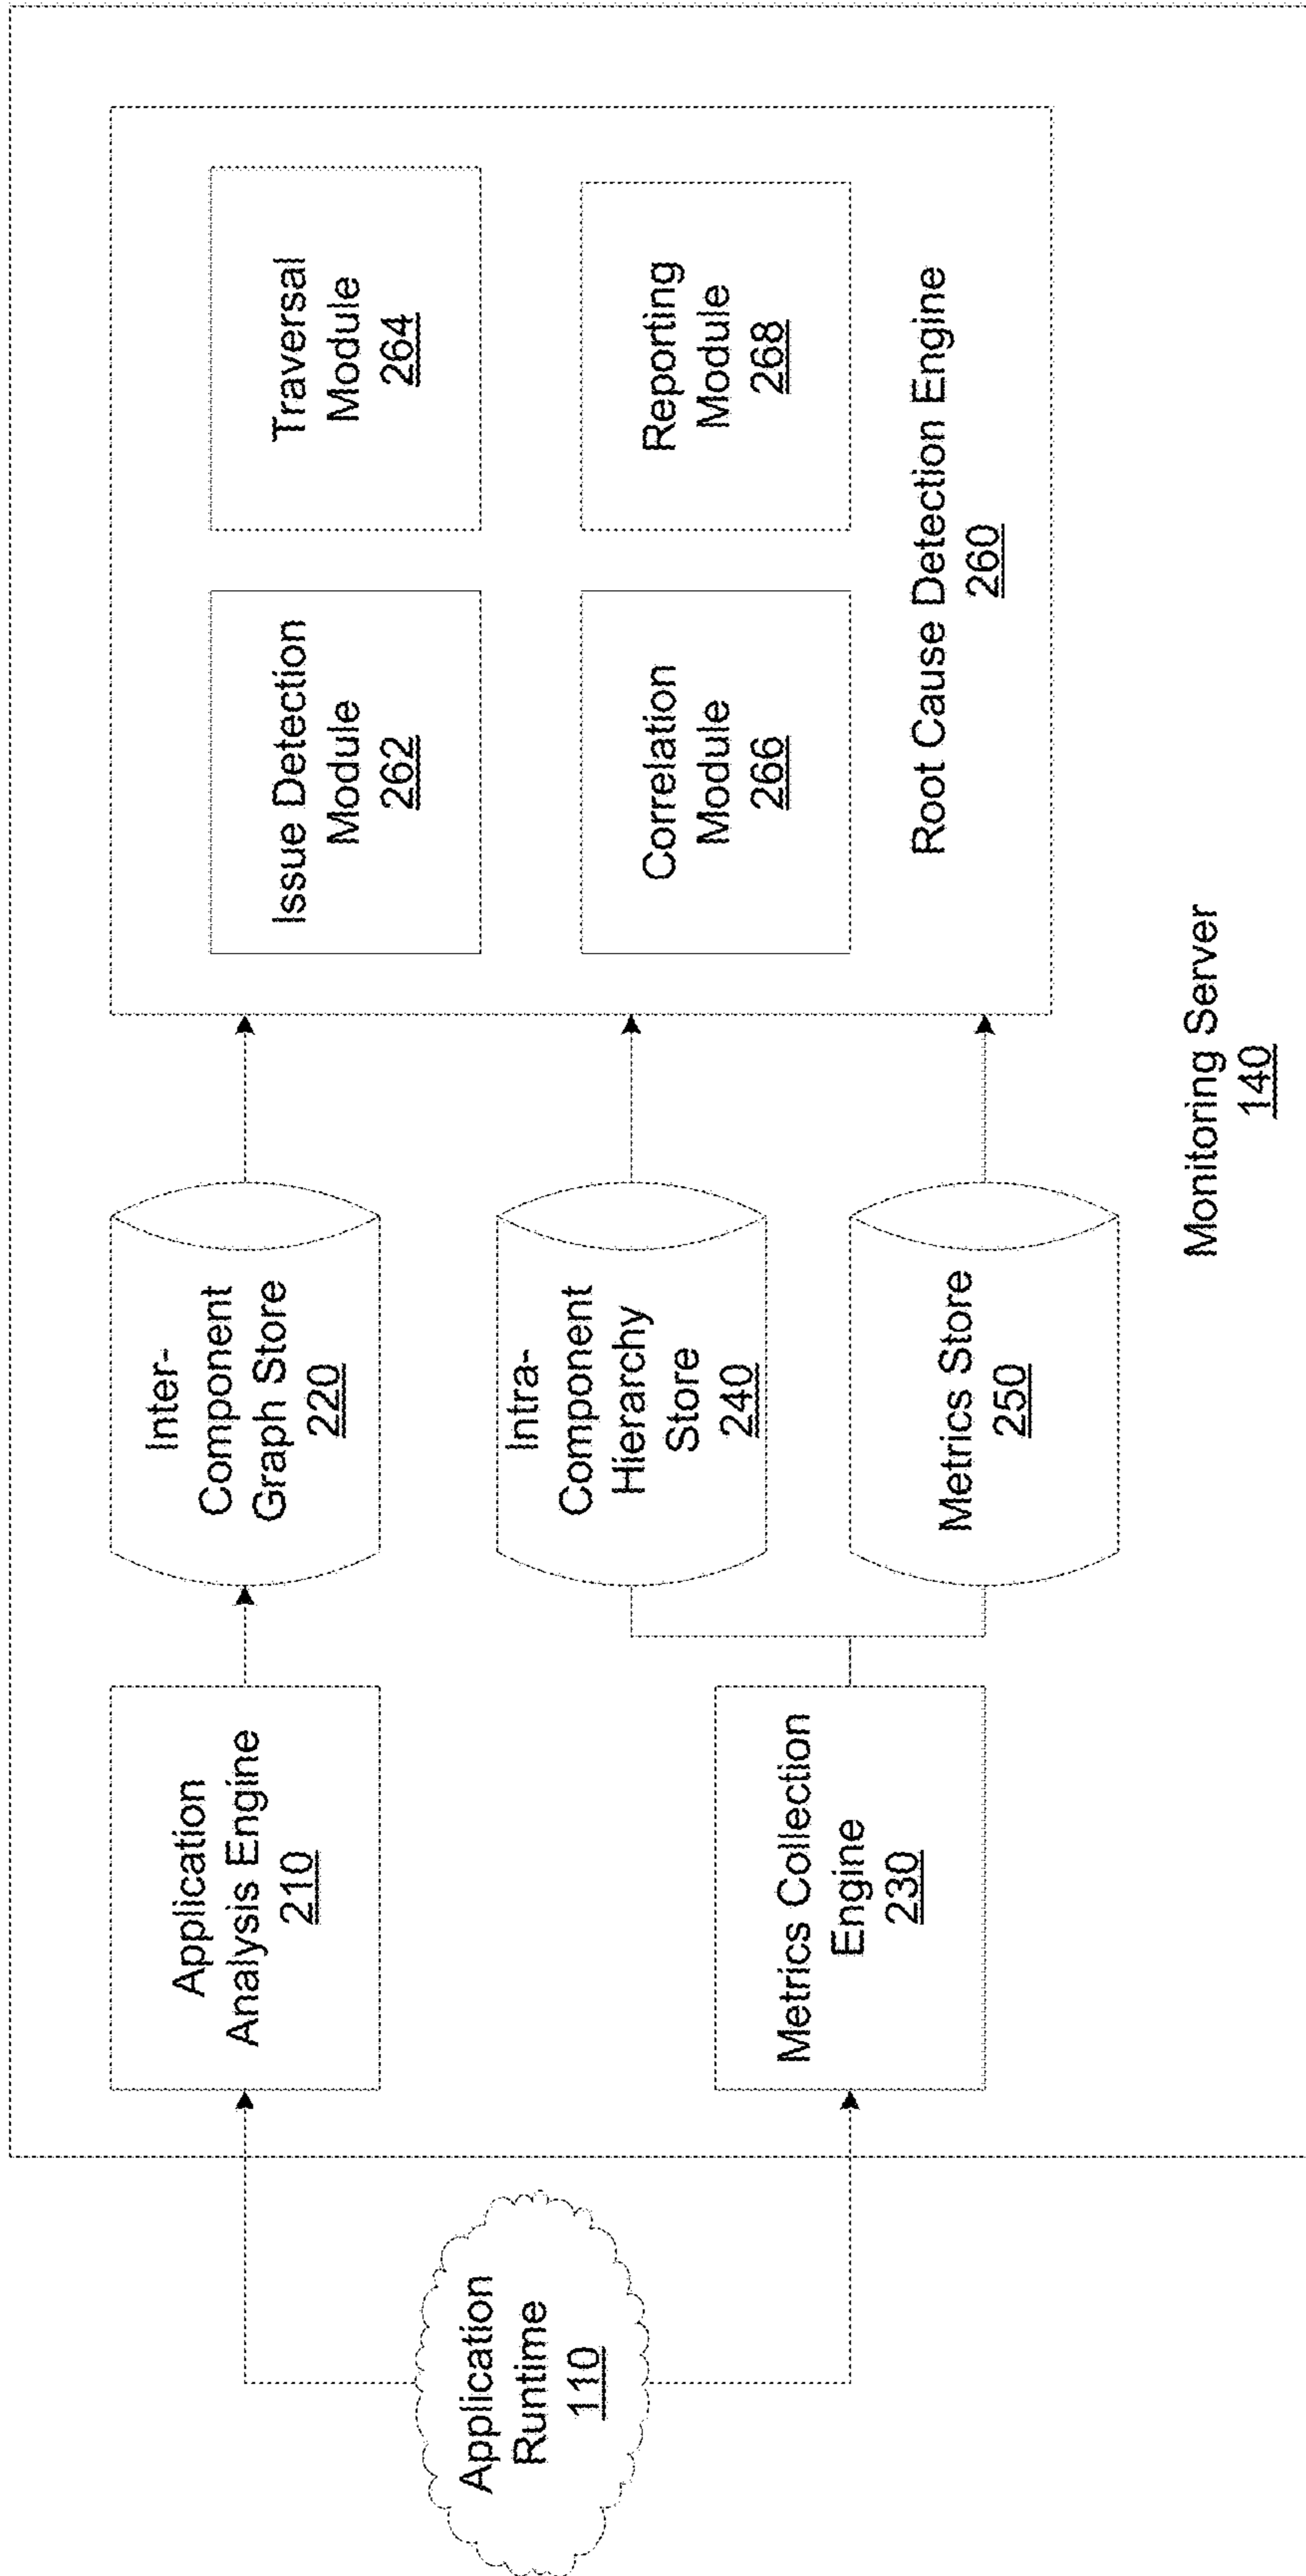 Application
Runtime
110
Application
Analysis Engine
210
Metrics Collection
Engine
230
Inter-
Component
Graph Store
220
Intra-
Component
Hierarchy
Store
240
Metrics Store
250
Issue Detection
Module
262
Traversal
Module
264
Correlation
Module
266
Reporting
Module
268
Root Cause Detection Engine
260
Monitoring Server
140